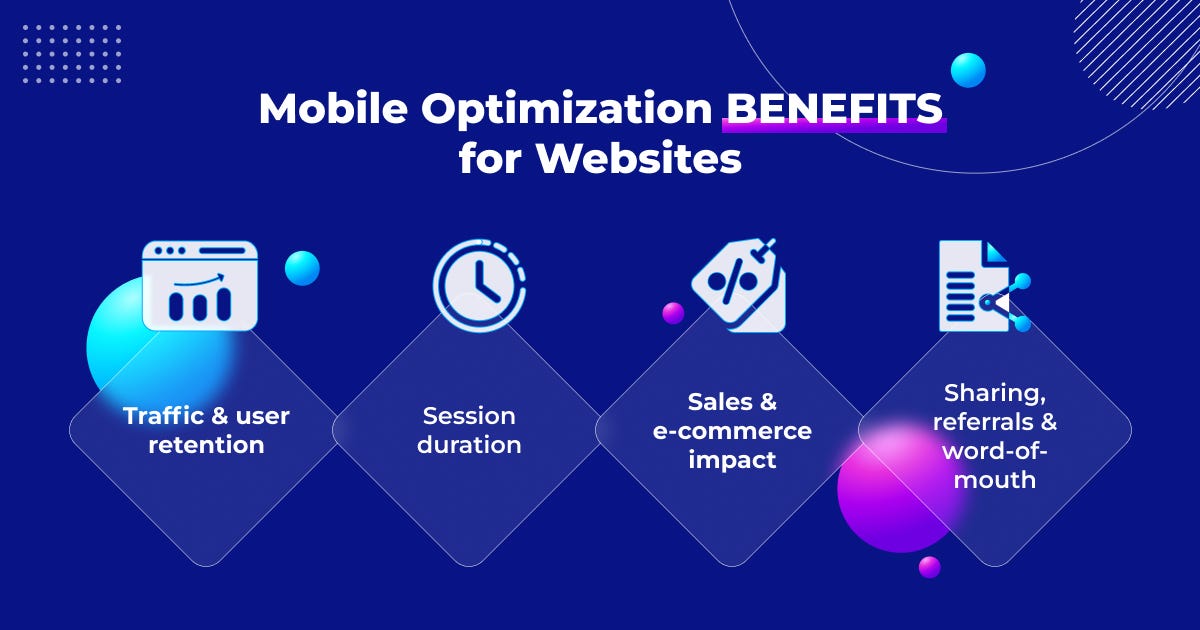 Mobile Optimization BENEFITS
for Websites
Traffic & user
retention
Session
duration
Sales &
e-commerce
impact
Sharing,
referrals &
word-of-
mouth